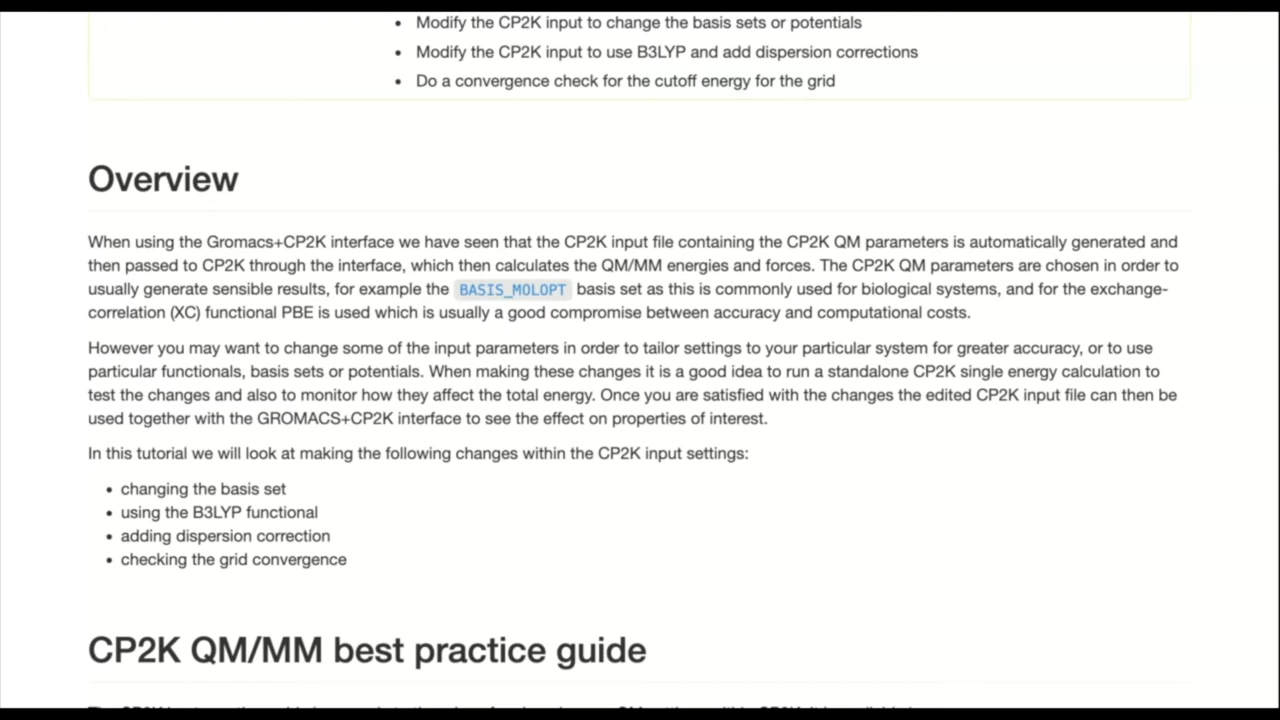 Modify the CP2K input to change the basis sets or potentials
Modify the CP2K input to use B3LYP and add dispersion corrections
Do a convergence check for the cutoff energy for the grid
Overview
When using the Gromacs+CP2K interface we have seen that the CP2K input file containing the CP2K QM parameters is automatically generated and
then passed to CP2K through the interface, which then calculates the QM/MM energies and forces. The CP2K QM parameters are chosen in order to
usually generate sensible results, for example the BASIS_MOLOPT basis set as this is commonly used for biological systems, and for the exchange-
correlation (XC) functional PBE is used which is usually a good compromise between accuracy and computational costs.
However you may want to change some of the input parameters in order to tailor settings to your particular system for greater accuracy, or to use
particular functionals, basis sets or potentials. When making these changes it is a good idea to run a standalone CP2K single energy calculation to
test the changes and also to monitor how they affect the total energy. Once you are satisfied with the changes the edited CP2K input file can then be
used together with the GROMACS+CP2K interface to see the effect on properties of interest.
In this tutorial we will look at making the following changes within the CP2K input settings:
changing the basis set
using the B3LYP functional
adding dispersion correction
checking the grid convergence
CP2K QM/MM best practice guide